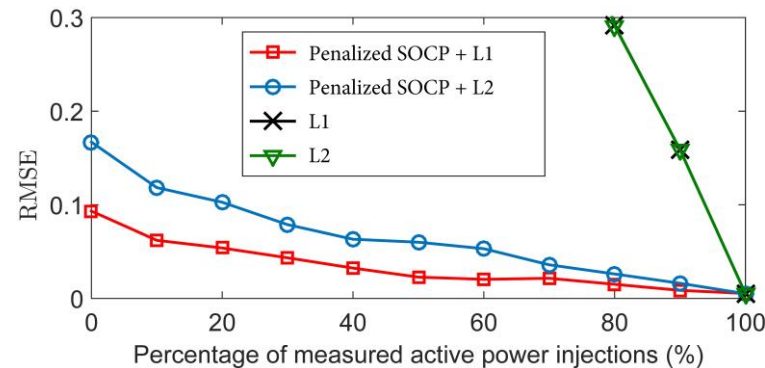 0.3
0.2
0.1
0
RMSE
Penalized SOCP + L1
Penalized SOCP + L2
L1
L2
0 20 40 60 80 100
Percentage of measured active power injections (%)